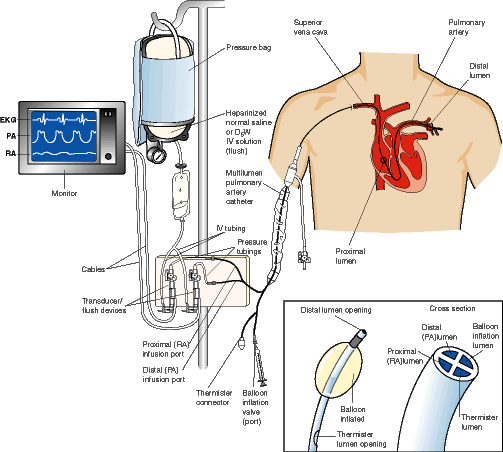 Superior
vena cava
Pulmonary
artery
Pressure bag
Distal
lumen
EKG
PA
RA
Monitor
Heparinized
normal saline
or D5W
IV solution
(flush)
Multilumen
pulmonary
artery
catheter
IV tubing
Pressure
tubings
Proximal
lumen
Cables
Transducer/
flush devices
Proximal (RA)
infusion port
Distal (PA)
infusion port
Thermister
connector
Balloon
inflation
valve
(port)
Distal lumen opening
Balloon
inflated
Thermister
lumen opening
Cross section
Distal
(PA)lumen
Balloon
inflation
lumen
Proximal
(RA)lumen
Thermister
lumen